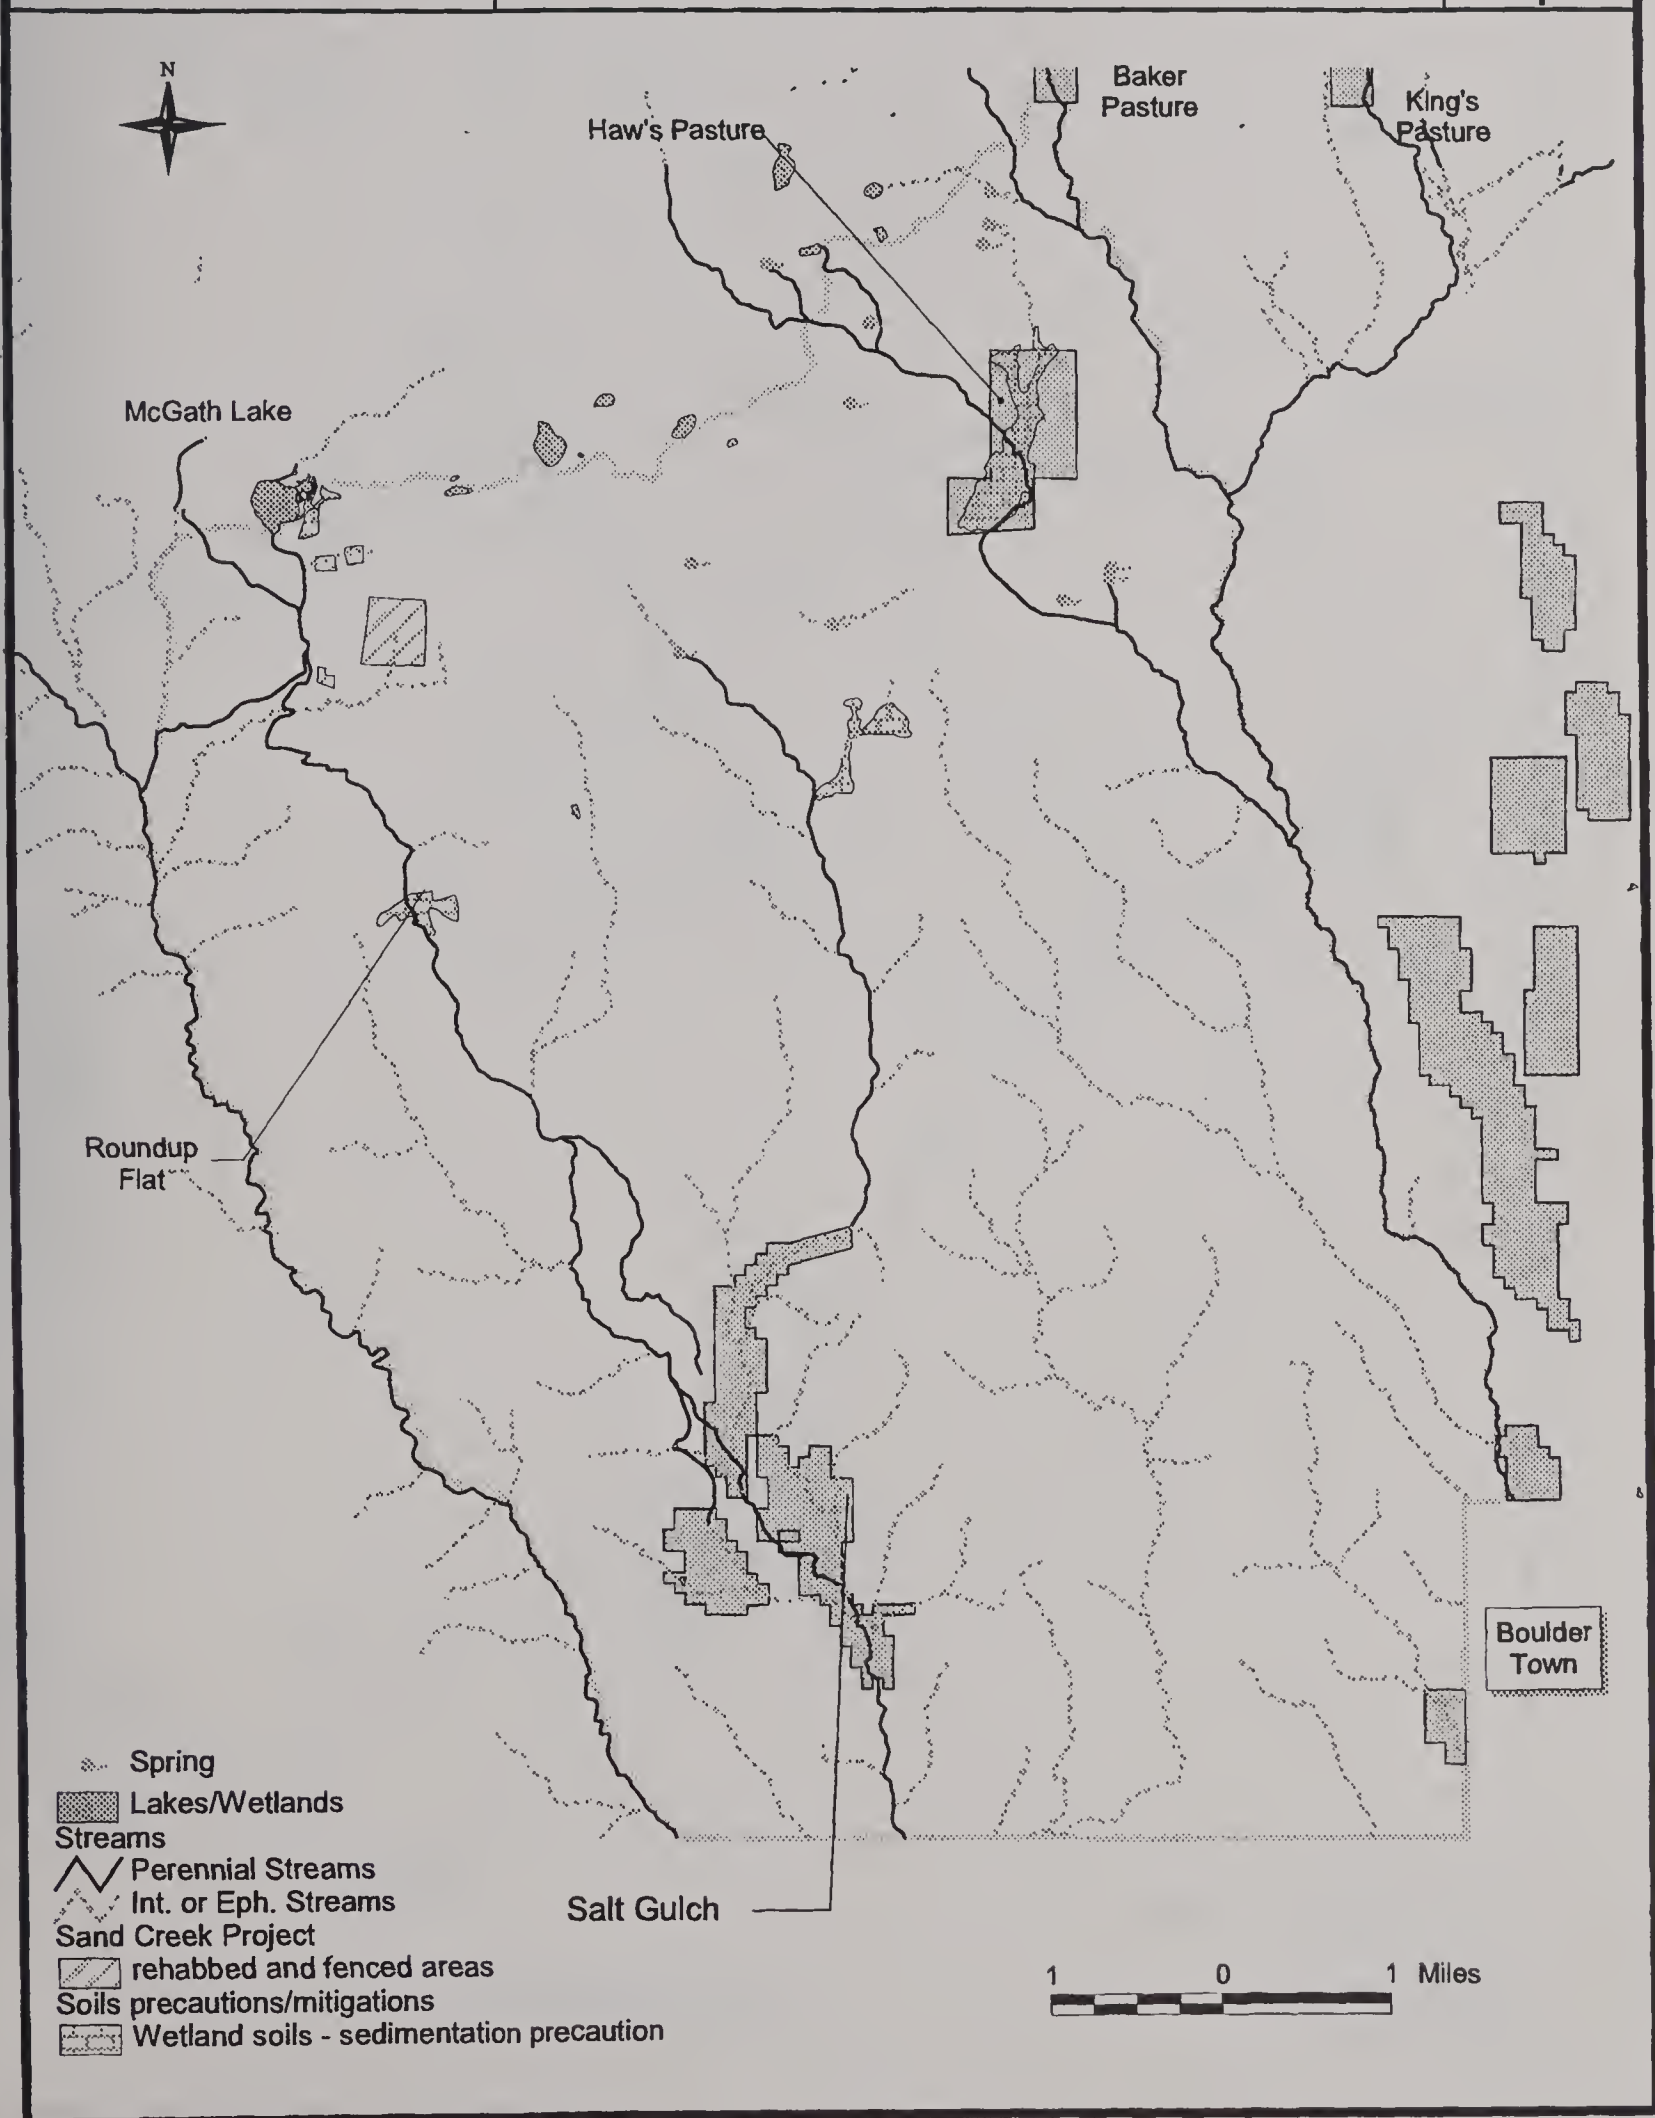 N
Baker
Pasture
King's
Pasture
Haw's Pasture
McGath Lake
Roundup
Flat
Boulder
Town
Spring
Lakes/Wetlands
Streams
Perennial Streams
Int. or Eph. Streams
Sand Creek Project
rehabbed and fenced areas
Soils precautions/mitigations
Wetland soils - sedimentation precaution
Salt Gulch
1 0 1 Miles